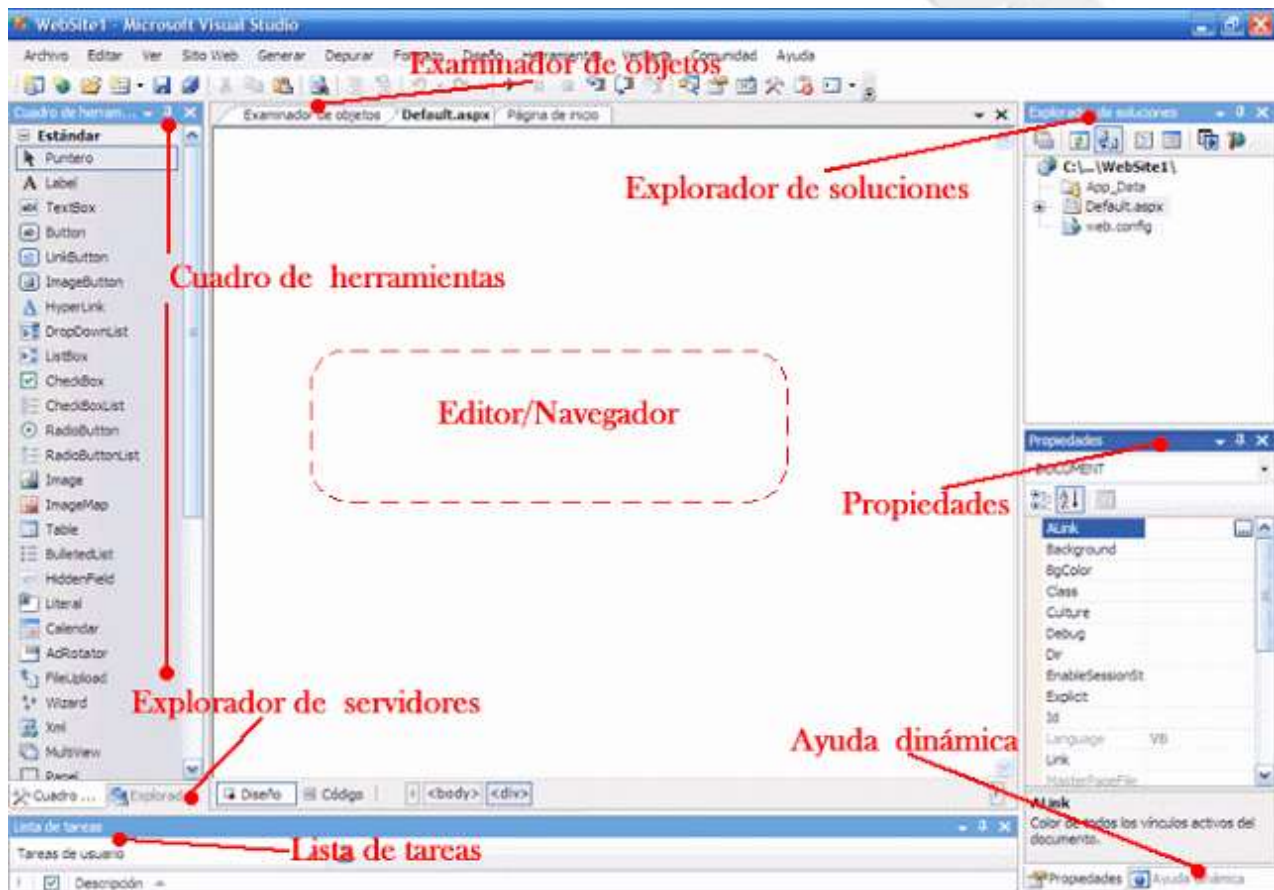 WebSite1 - Microsoft Visual Studio
Archivo Editar Ver Sitio Web Generar Depurar Formato Diseño Herramientas Ventana Comunidad Ayuda
Examinador de objetos
Cuadro de herram...
Examinador de objetos Default.aspx Página de inicio
Explorador de soluciones
Estándar
Puntero
Label
TextBox
Button
LinkButton
ImageButton
HyperLink
DropDownList
ListBox
CheckBox
CheckBoxList
RadioButton
RadioButtonList
Image
ImageMap
Table
BulletedList
HiddenField
Literal
Calendar
AdRotator
FileUpload
Wizard
Xml
MultiView
Panel
Cuadro ... Explorad
Explorador de soluciones
Cuadro de herramientas
Editor/Navegador
Propiedades
Explorador de servidores
Ayuda dinámica
C:\...\WebSite1\
App_Data
Default.aspx
web.config
Propiedades
DOCUMENT
ALink
Background
BgColor
Class
Culture
Debug
Dir
EnableSessionSt
Explicit
Id
Language VB
Link
MasterPageFile
ALink
Color de todos los vínculos activos del
documento.
Propiedades Ayuda dinámica
Diseño Código <body> <div>
Lista de tareas
Lista de tareas
Tareas de usuario
Descripción